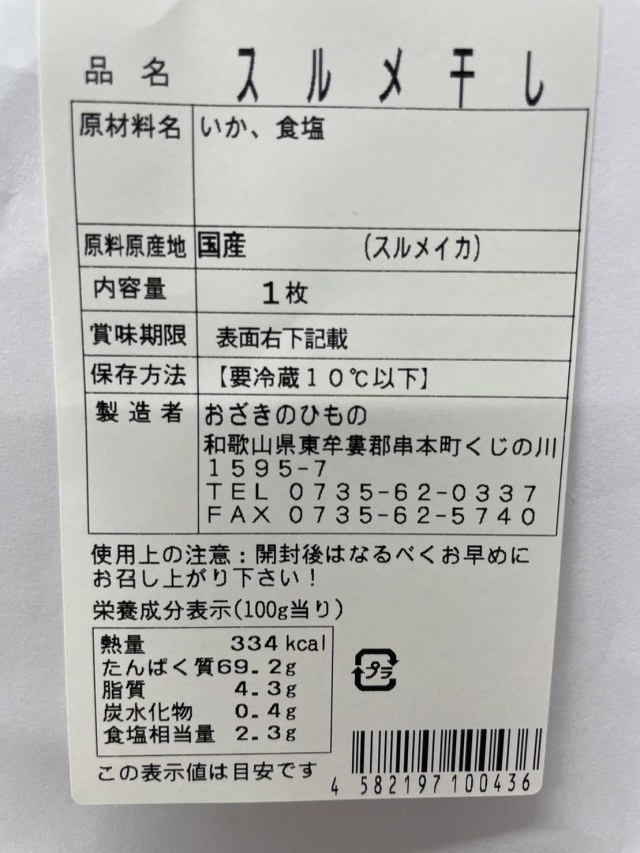 品名 スルメ干し
原材料名 いか、食塩
原料原産地 国産 (スルメイカ)
内容量 1枚
賞味期限 表面右下記載
保存方法 【要冷蔵１０℃以下】
製造者 おざきのひもの
和歌山県東牟婁郡串本町くじの川
１５９５-７
ＴＥＬ ０７３５-６２-０３３７
ＦＡＸ ０７３５-６２-５７４０
使用上の注意：開封後はなるべくお早めに
お召し上がり下さい！
栄養成分表示(100g当り)
熱量 334kcal
たんぱく質69.2g
脂質 4.3g
炭水化物 0.4g
食塩相当量 2.3g
プラ
この表示値は目安です
4 582197 100436